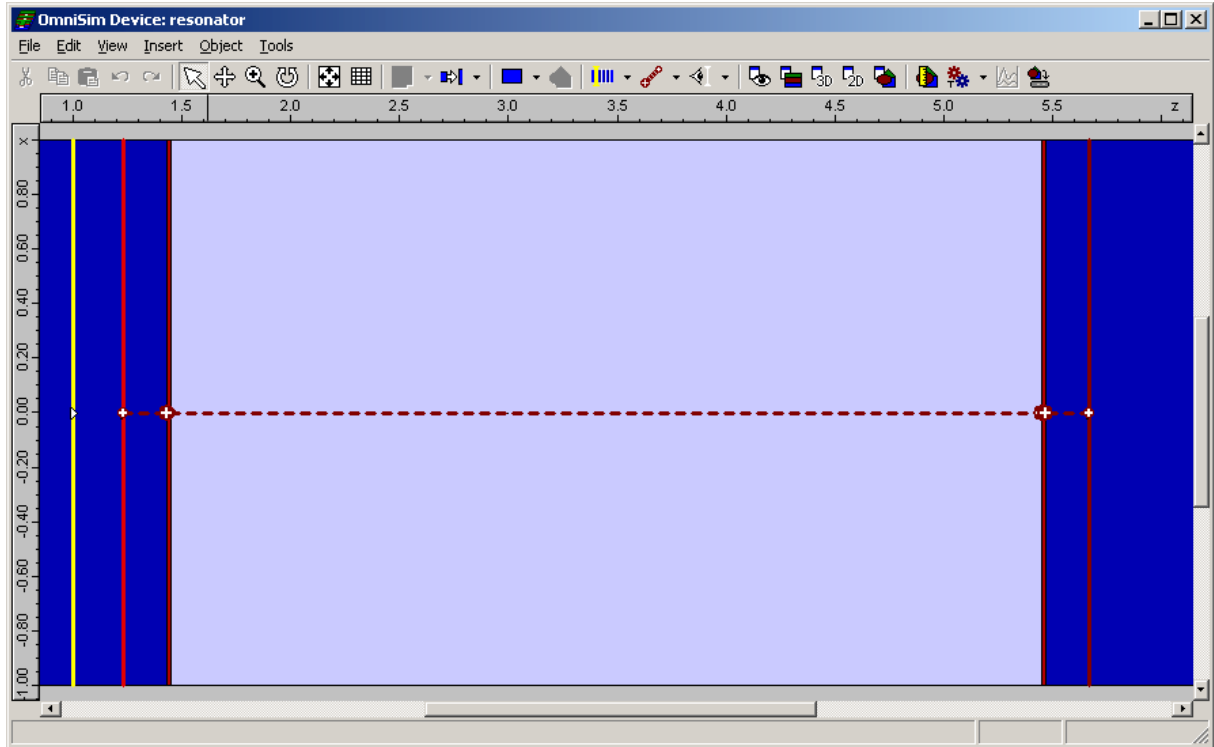 OmniSim Device: resonator
File Edit View Insert Object Tools
3D 2D
1.0 1.5 2.0 2.5 3.0 3.5 4.0 4.5 5.0 5.5 z
x
0.80
0.60
0.40
0.20
0.00
-0.20
-0.40
-0.60
-0.80
-1.00